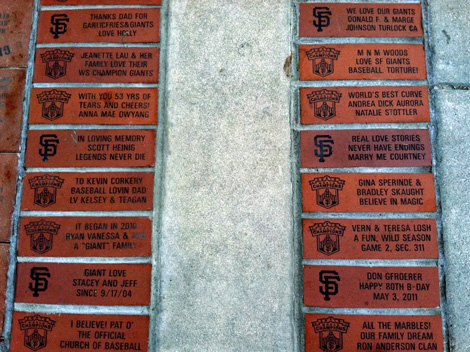 THANKS DAD FOR
GARLICFRIES&GIANTS
LOVE HOLLY
JEANETTE LAU & HER
FAMILY LOVE THEIR
WS CHAMPION GIANTS
WITH YOU 53 YRS OF
TEARS AND CHEERS!
ANNA MAE OWYANG
IN LOVING MEMORY
SCOTT HEINIG
LEGENDS NEVER DIE
TO KEVIN CORKERY
BASEBALL LOVIN DAD
LV KELSEY & TEAGAN
IT BEGAN IN 2010
RYAN VANESSA &
A "GIANT" FAMILY
GIANT LOVE
STACEY AND JEFF
SINCE 9/17/04
I BELIEVE! PAT O'
THE OFFICIAL
CHURCH OF BASEBALL
WE LOVE OUR GIANTS
DONALD F. & MARGE
JOHNSON TURLOCK CA
M N M WOODS
LOVE SF GIANTS
BASEBALL TORTURE!
WORLD'S BEST CURVE
ANDREA DICK AURORA
NATALIE STOTTLER
REAL LOVE STORIES
NEVER HAVE ENDINGS
MARRY ME COURTNEY
GINA SPERINDE &
BRADLEY SKAUGHT
BELIEVE IN MAGIC
VERN & TERESA LOSH
A FUN, WILD SEASON
GAME 2, SEC. 311
DON GFROERER
HAPPY 80TH B-DAY
MAY 3, 2011
ALL THE MARBLES!
OUR FAMILY DREAM
RON ANDERSON CLAN